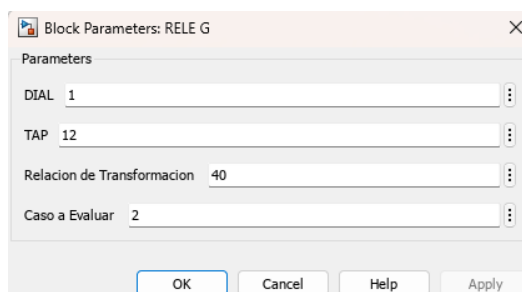 Block Parameters: RELE G
Parameters
DIAL 1
TAP 12
Relacion de Transformacion 40
Caso a Evaluar 2
OK Cancel Help Apply